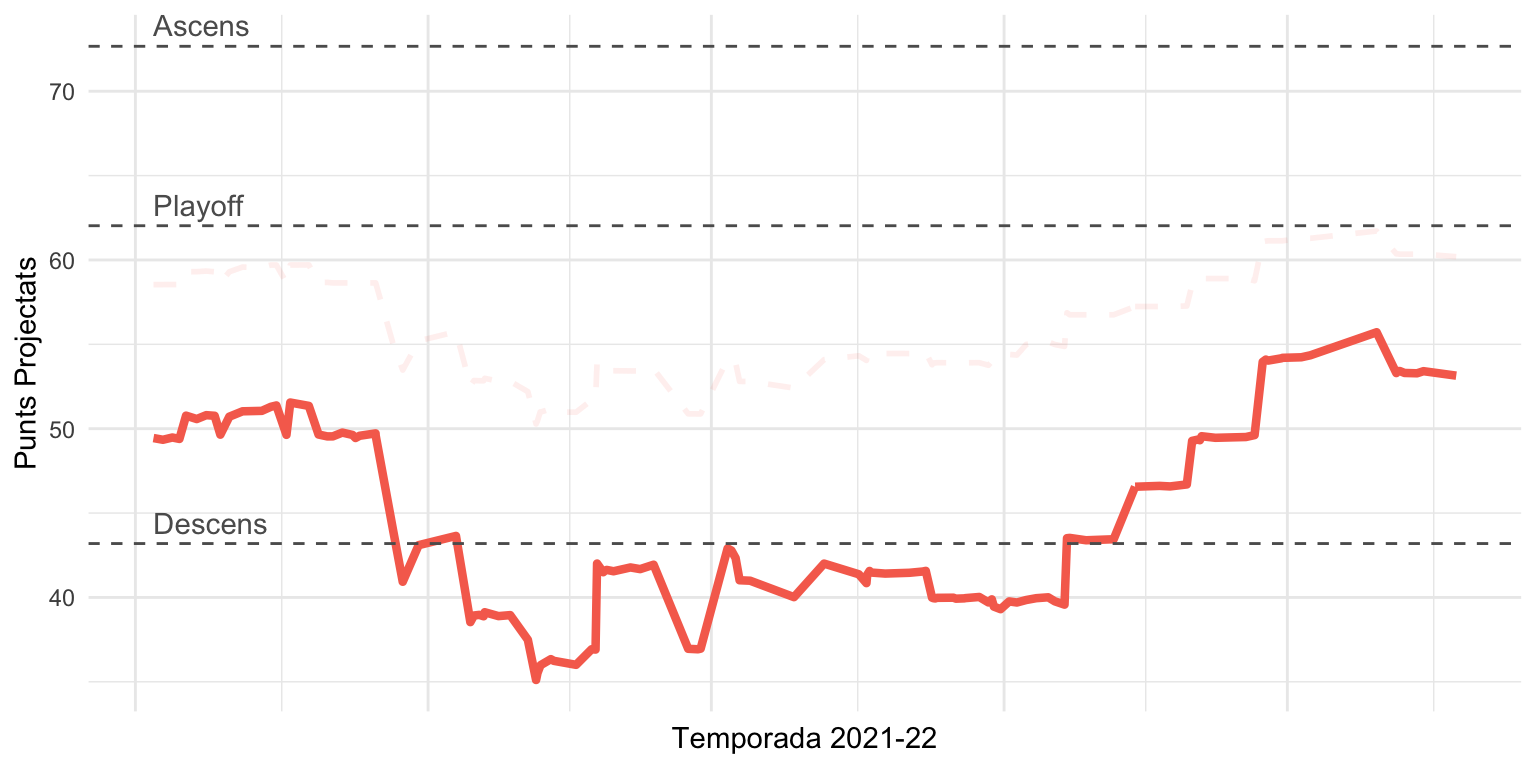 Ascens
70
Playoff
60
Punts Projectats
50
Descens
40
Temporada 2021-22